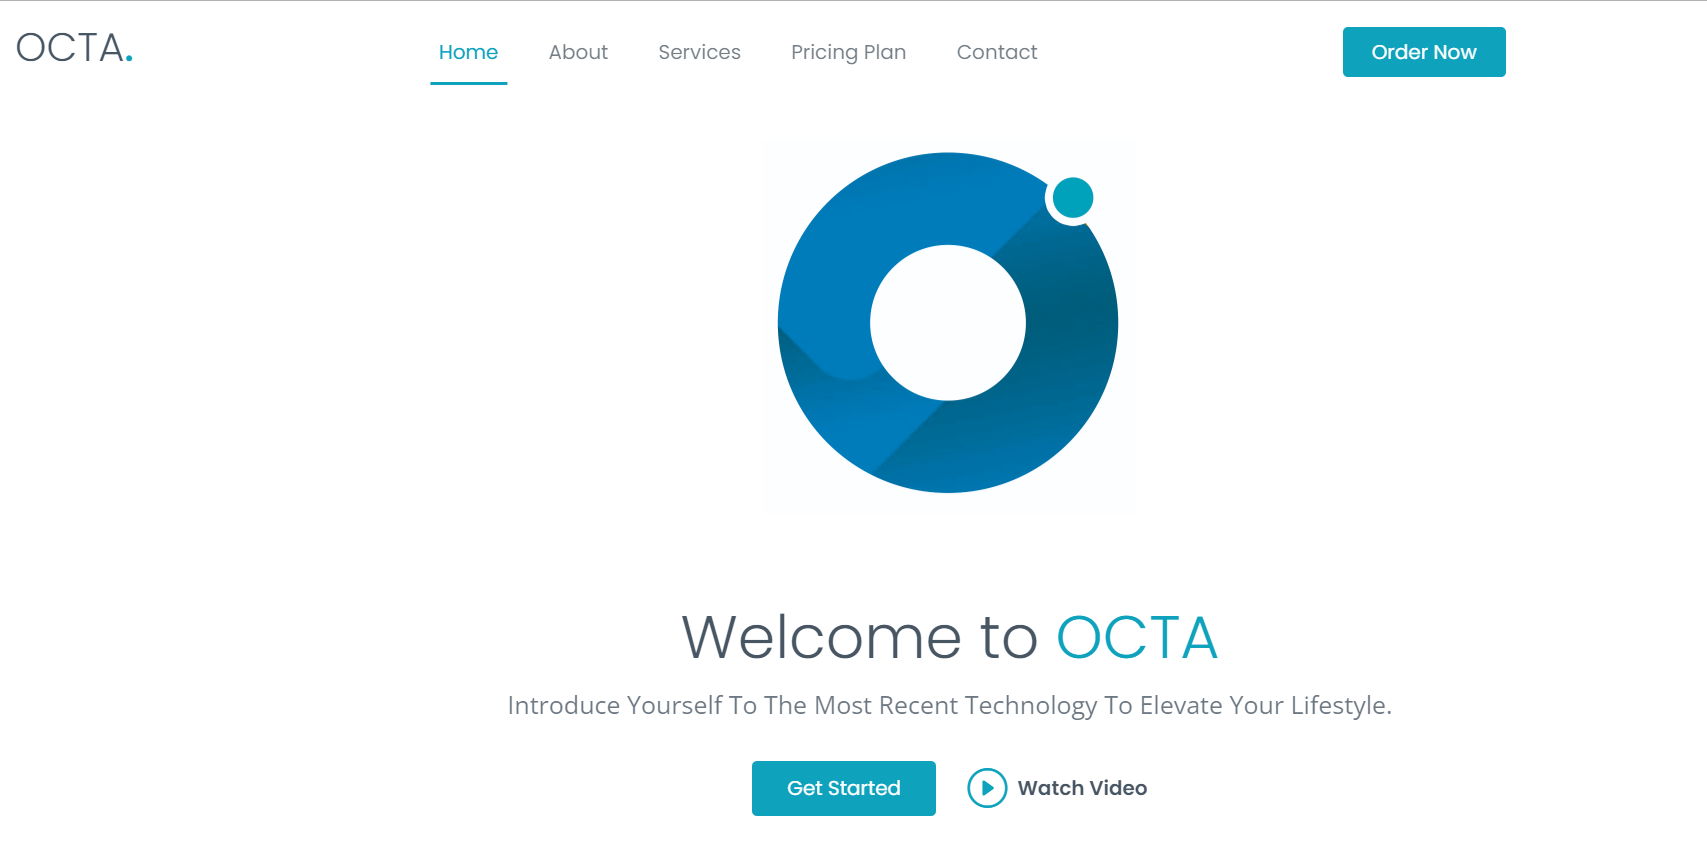 OCTA.
Home About Services Pricing Plan Contact
Order Now
Welcome to OCTA
Introduce Yourself To The Most Recent Technology To Elevate Your Lifestyle.
Get Started Watch Video